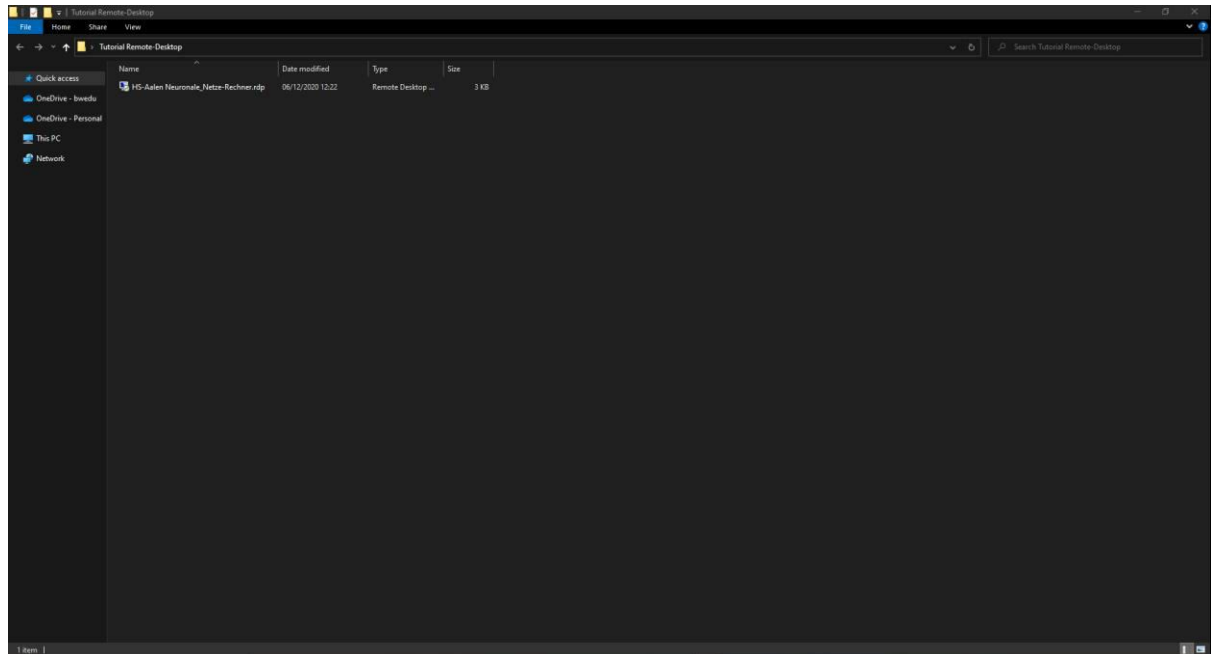 Tutorial Remote-Desktop
File Home Share View
Tutorial Remote-Desktop
Search Tutorial Remote-Desktop
Name Date modified Type Size
Quick access
HS-Aalen Neuronale_Netze-Rechner.rdp 06/12/2020 12:22 Remote Desktop ... 3 KB
OneDrive - bwedu
OneDrive - Personal
This PC
Network
1 item